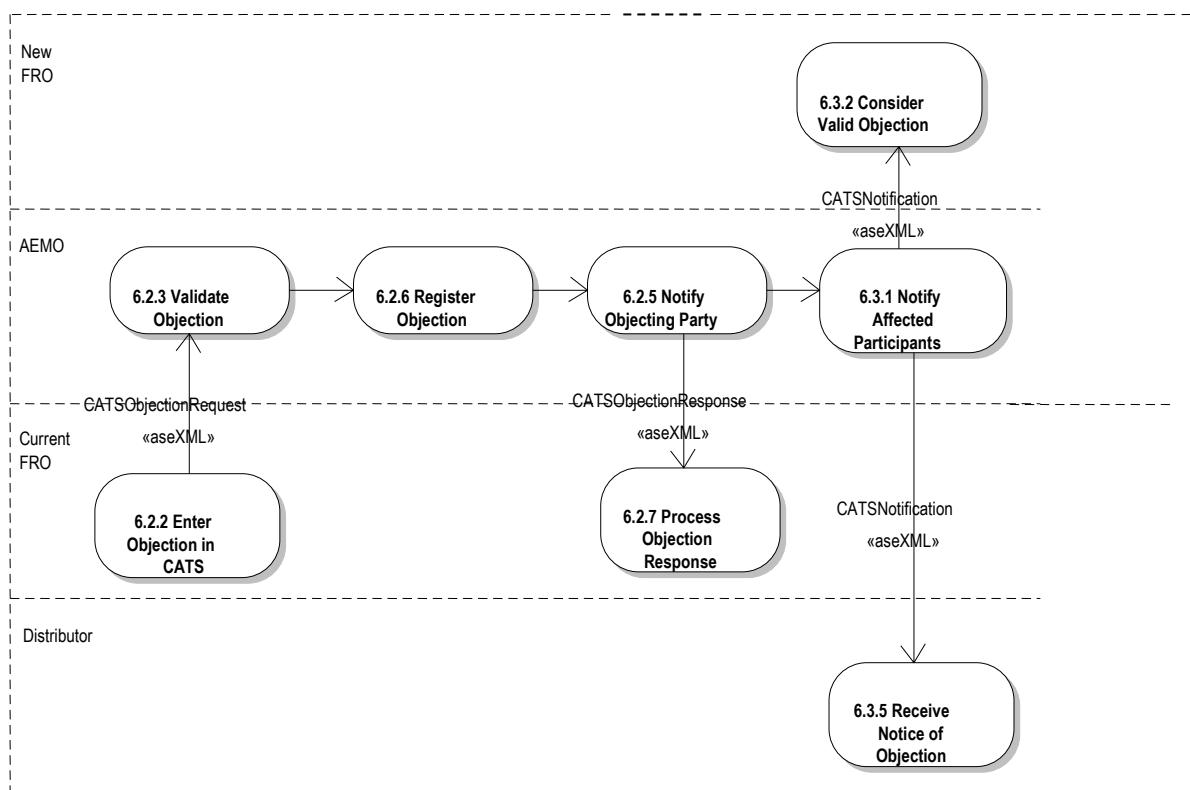 New
FRO
6.3.2 Consider
Valid Objection
CATSNotification
«aseXML»
AEMO
6.2.3 Validate
Objection
6.2.6 Register
Objection
6.2.5 Notify
Objecting Party
6.3.1 Notify
Affected
Participants
CATSObjectionRequest
«aseXML»
CATSObjectionResponse
«aseXML»
Current
FRO
6.2.2 Enter
Objection in
CATS
6.2.7 Process
Objection
Response
CATSNotification
«aseXML»
Distributor
6.3.5 Receive
Notice of
Objection